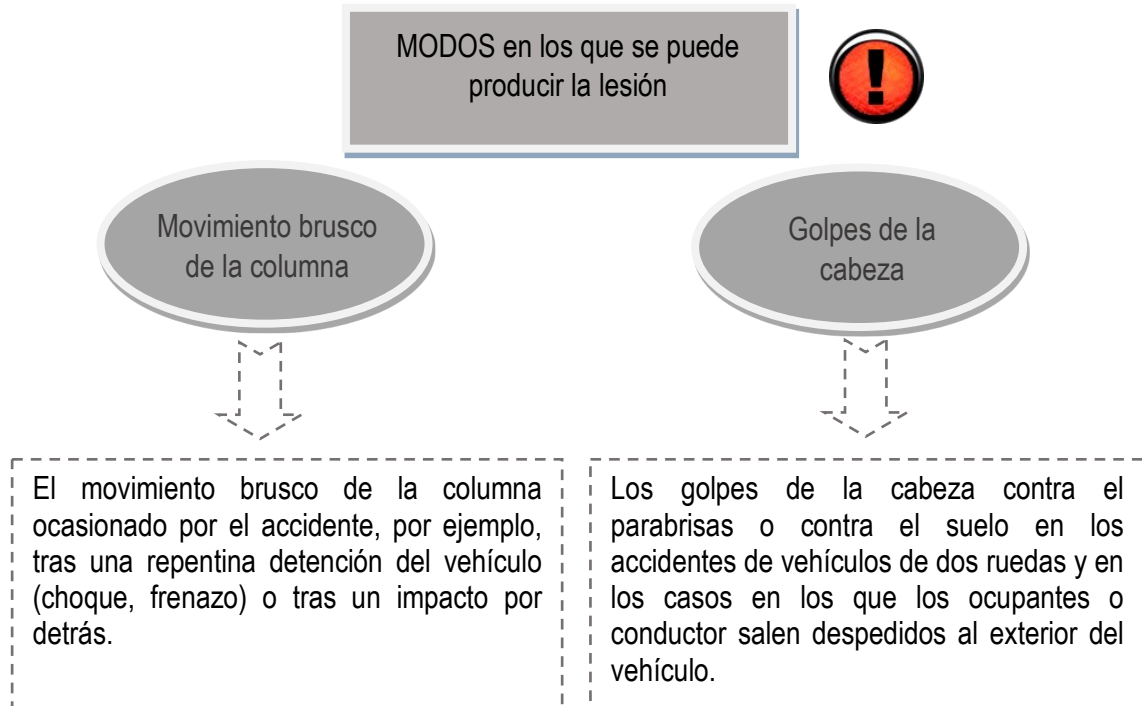 MODOS en los que se puede
producir la lesión
Movimiento brusco
de la columna
Golpes de la
cabeza
El movimiento brusco de la columna
ocasionado por el accidente, por ejemplo,
tras una repentina detención del vehículo
(choque, frenazo) o tras un impacto por
detrás.
Los golpes de la cabeza contra el
parabrisas o contra el suelo en los
accidentes de vehículos de dos ruedas y en
los casos en los que los ocupantes o
conductor salen despedidos al exterior del
vehículo.